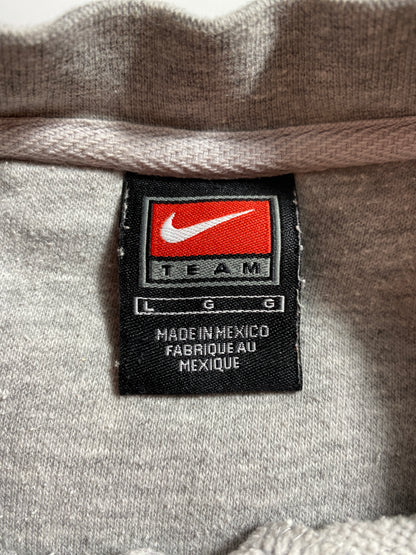 TEAM
L G G
MADE IN MEXICO
FABRIQUE AU
MEXIQUE